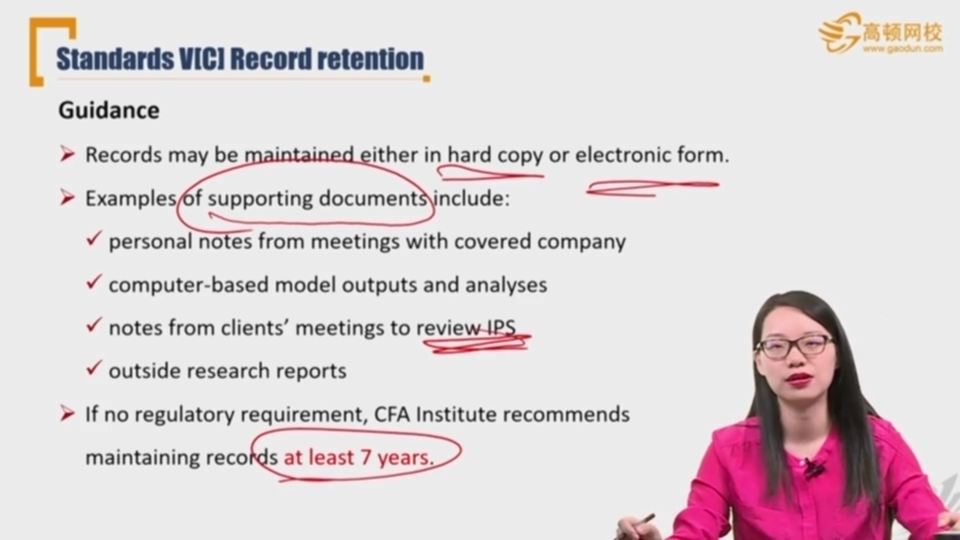 Standards V[C] Record retention
高顿网校
www.gaodun.com
Guidance
Records may be maintained either in hard copy or electronic form.
Examples of supporting documents include:
personal notes from meetings with covered company
computer-based model outputs and analyses
notes from clients' meetings to review IPS
outside research reports
If no regulatory requirement, CFA Institute recommends
maintaining records at least 7 years.